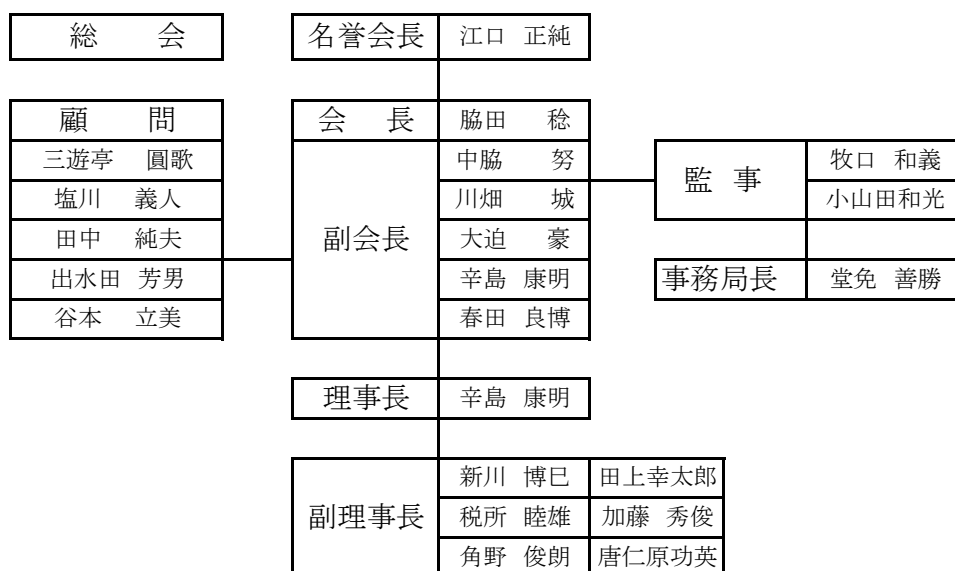 総　会
名誉会長 江口 正純
顧　問
三遊亭 圓歌
塩川 義人
田中 純夫
出水田 芳男
谷本 立美
会　長 脇田 稔
副会長
中脇 努
川畑 城
大迫 豪
辛島 康明
春田 良博
監 事
牧口 和義
小山田和光
事務局長 堂免 善勝
理事長 辛島 康明
副理事長
新川 博巳 田上幸太郎
税所 睦雄 加藤 秀俊
角野 俊朗 唐仁原功英